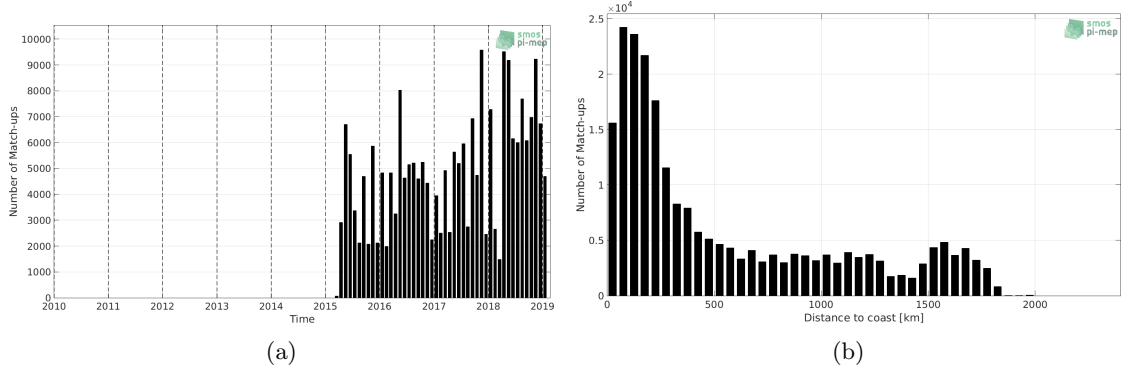 smos
pi-mep
10000
9000
8000
7000
6000
5000
4000
3000
2000
1000
0
Number of Match-ups
2010 2011 2012 2013 2014 2015 2016 2017 2018 2019
Time
(a)
×10⁴
smos
pi-mep
2.5
2
1.5
1
0.5
0
Number of Match-ups
0 500 1000 1500 2000
Distance to coast [km]
(b)